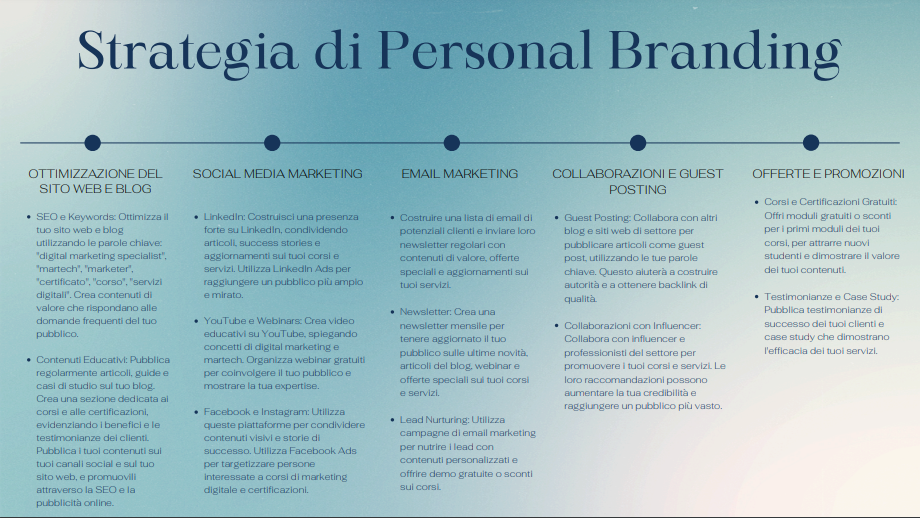 Strategia di Personal Branding
OTTIMIZZAZIONE DEL
SITO WEB E BLOG
• SEO e Keywords: Ottimizza il
tuo sito web e blog
utilizzando le parole chiave:
"digital marketing specialist",
"martech", "marketer",
"certificato", "corso", "servizi
digitali". Crea contenuti di
valore che rispondano alle
domande frequenti del tuo
pubblico.
• Contenuti Educativi: Pubblica
regolarmente articoli, guide e
casi di studio sul tuo blog.
Crea una sezione dedicata ai
corsi e alle certificazioni,
evidenziando i benefici e le
testimonianze dei clienti.
Pubblica i tuoi contenuti sui
tuoi canali social e sul tuo
sito web, e promuovili
attraverso la SEO e la
pubblicità online.
SOCIAL MEDIA MARKETING
• LinkedIn: Costruisci una presenza
forte su LinkedIn, condividendo
articoli, success stories e
aggiornamenti sui tuoi corsi e
servizi. Utilizza LinkedIn Ads per
raggiungere un pubblico più ampio
e mirato.
• YouTube e Webinars: Crea video
educativi su YouTube, spiegando
concetti di digital marketing e
martech. Organizza webinar gratuiti
per coinvolgere il tuo pubblico e
mostrare la tua expertise.
• Facebook e Instagram: Utilizza
queste piattaforme per condividere
contenuti visivi e storie di
successo. Utilizza Facebook Ads
per targetizzare persone
interessate a corsi di marketing
digitale e certificazioni.
EMAIL MARKETING
• Costruire una lista di email di
potenziali clienti e inviare loro
newsletter regolari con
contenuti di valore, offerte
speciali e aggiornamenti sui
tuoi servizi.
• Newsletter: Crea una
newsletter mensile per
tenere aggiornato il tuo
pubblico sulle ultime novità,
articoli del blog, webinar e
offerte speciali sui tuoi corsi
e servizi.
• Lead Nurturing: Utilizza
campagne di email marketing
per nutrire i lead con
contenuti personalizzati e
offrire demo gratuite o sconti
sui corsi.
COLLABORAZIONI E GUEST
POSTING
• Guest Posting: Collabora con altri
blog e siti web di settore per
pubblicare articoli come guest
post, utilizzando le tue parole
chiave. Questo aiuterà a costruire
autorità e a ottenere backlink di
qualità.
• Collaborazioni con Influencer:
Collabora con influencer e
professionisti del settore per
promuovere i tuoi corsi e servizi. Le
loro raccomandazioni possono
aumentare la tua credibilità e
raggiungere un pubblico più vasto.
OFFERTE E PROMOZIONI
• Corsi e Certificazioni Gratuiti:
Offri moduli gratuiti o sconti
per i primi moduli dei tuoi
corsi, per attrarre nuovi
studenti e dimostrare il valore
dei tuoi contenuti.
• Testimonianze e Case Study:
Pubblica testimonianze di
successo dei tuoi clienti e
case study che dimostrano
l'efficacia dei tuoi servizi.